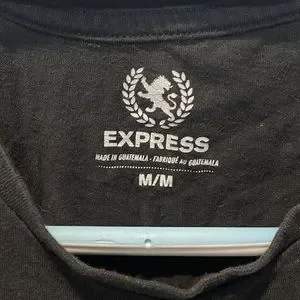 EXPRESS
MADE IN GUATEMALA - FABRIQUÉ AU GUATEMALA
M/M